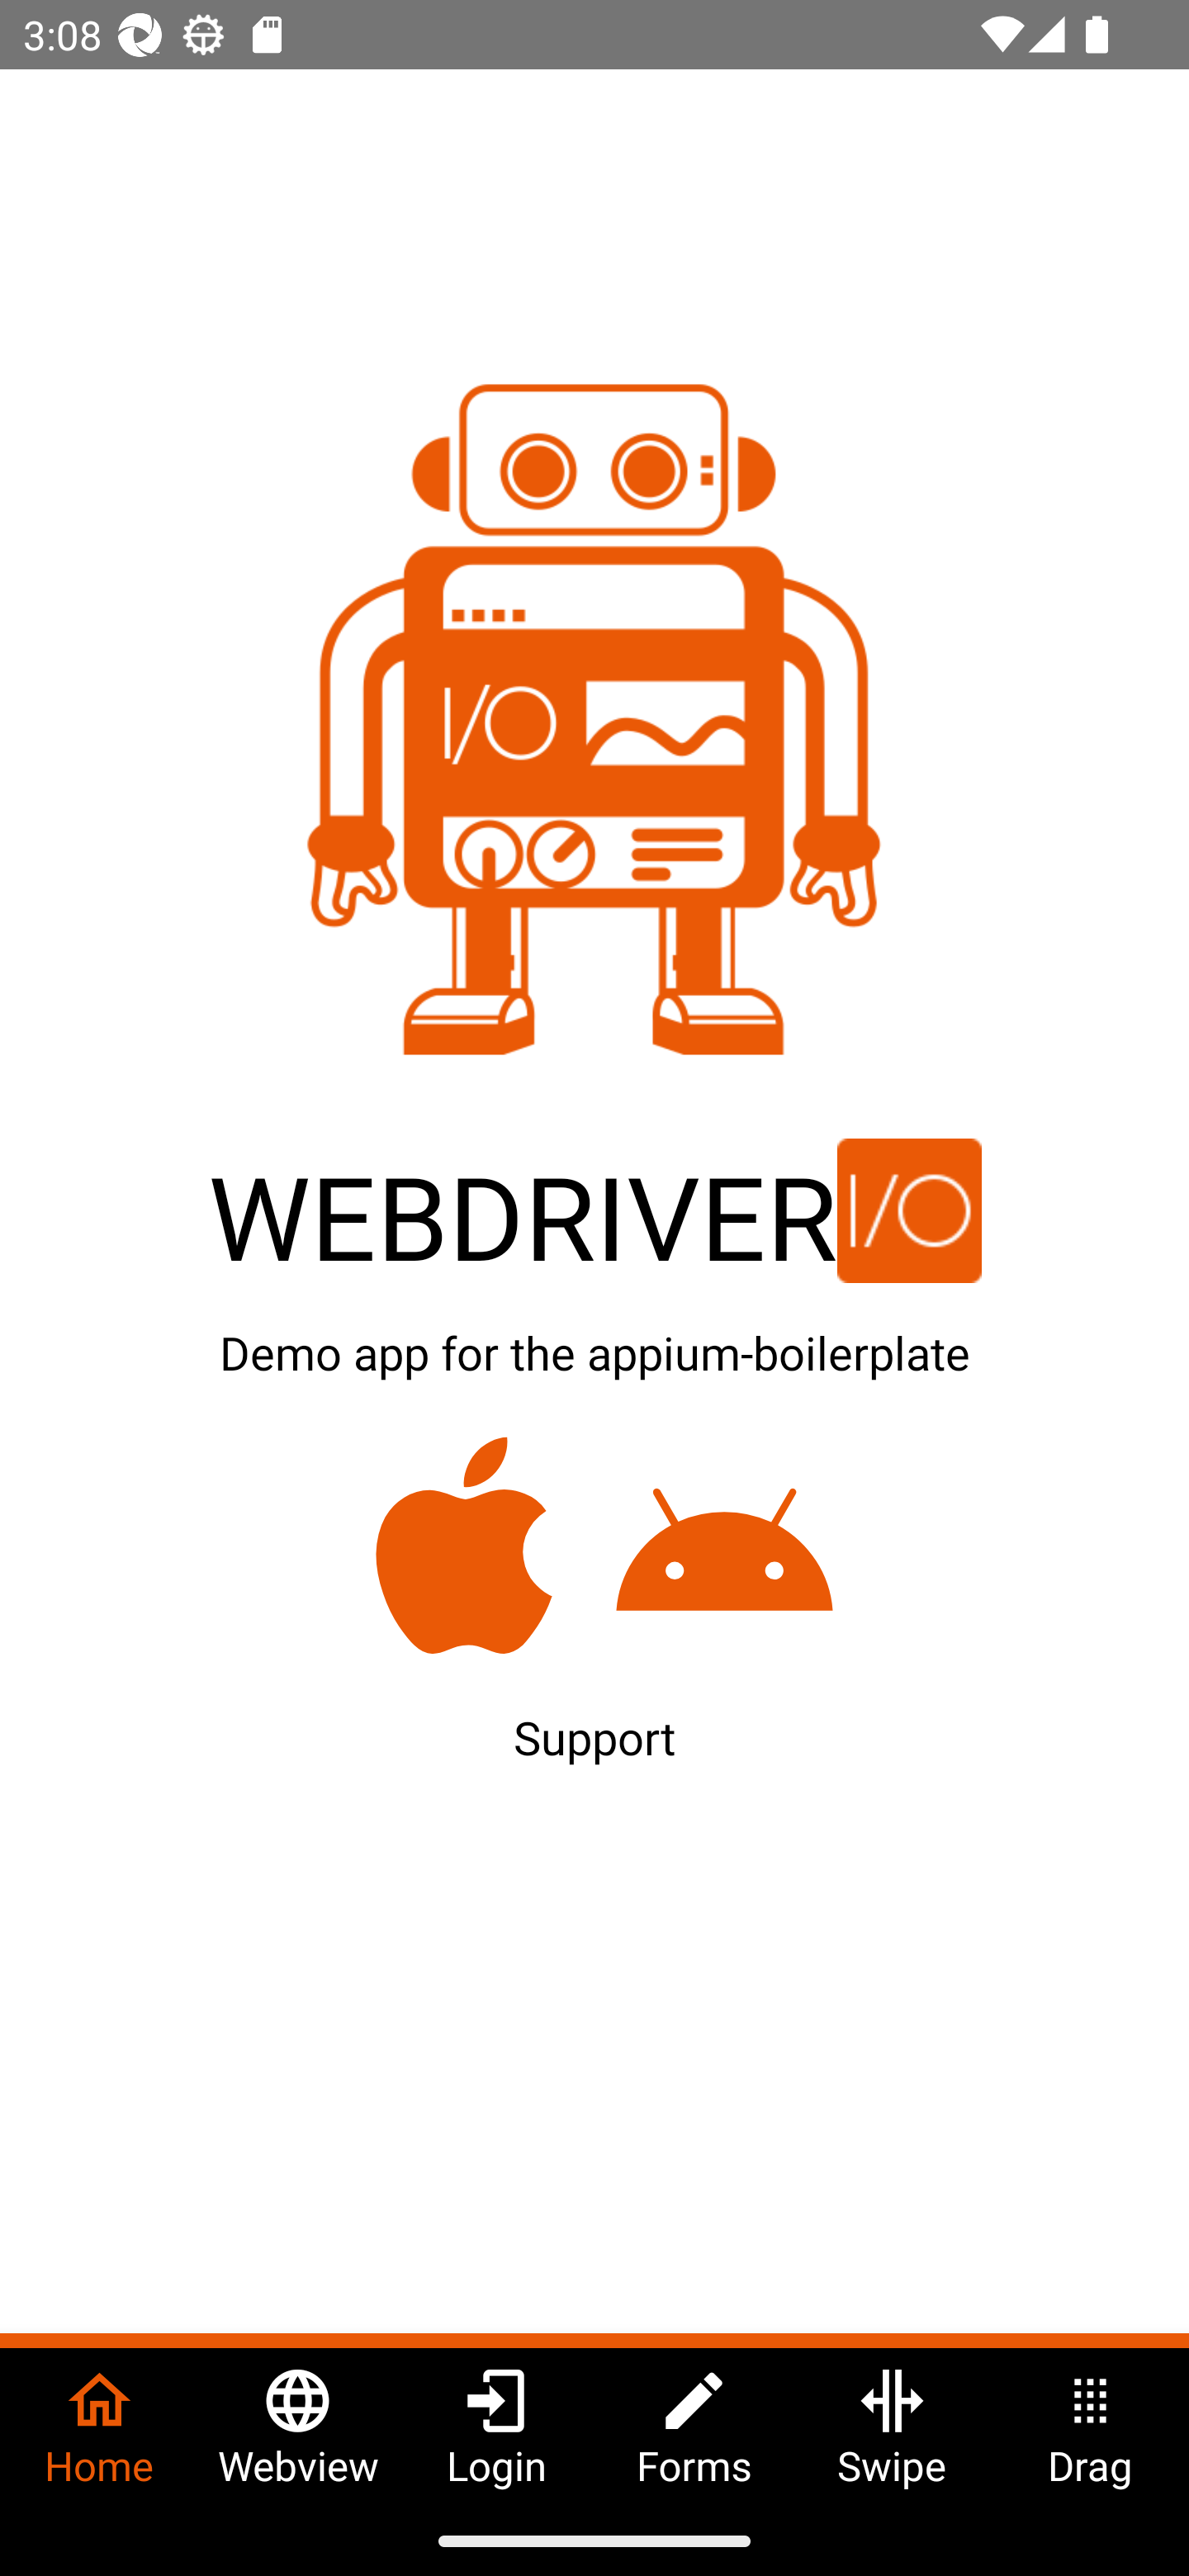 3:08
I/O
WEBDRIVER I/O
Demo app for the appium-boilerplate
Support
Home Webview Login Forms Swipe Drag